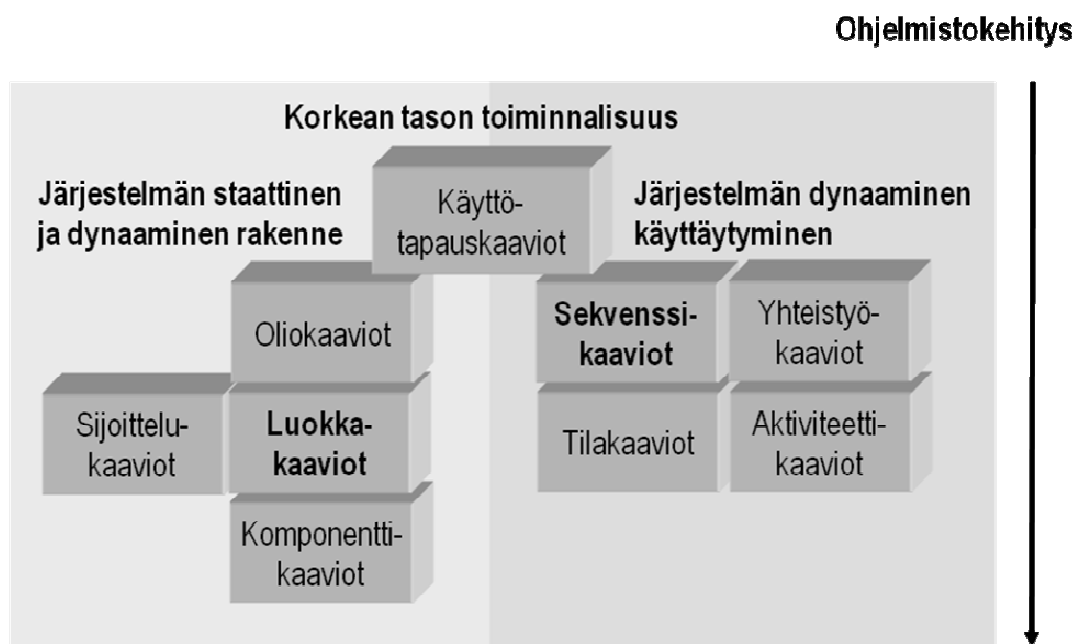 Ohjelmistokehitys
Korkean tason toiminnalisuus
Järjestelmän staattinen
ja dynaaminen rakenne
Käyttö-
tapauskaaviot
Järjestelmän dynaaminen
käyttäytyminen
Oliokaaviot
Sekvenssi-
kaaviot
Yhteistyö-
kaaviot
Sijoittelu-
kaaviot
Luokka-
kaaviot
Tilakaaviot
Aktiviteetti-
kaaviot
Komponentti-
kaaviot